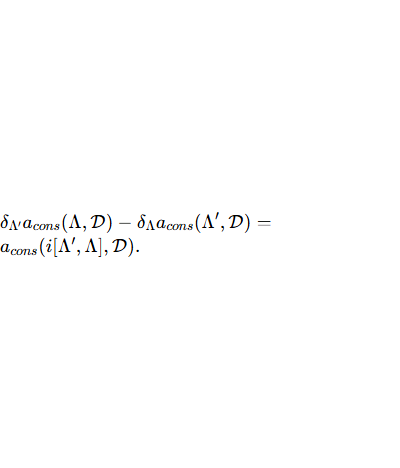 δ_{Λ′}a_{cons}(Λ, 𝒟) − δ_Λ a_{cons}(Λ′, 𝒟) =
a_{cons}(i[Λ′, Λ], 𝒟).